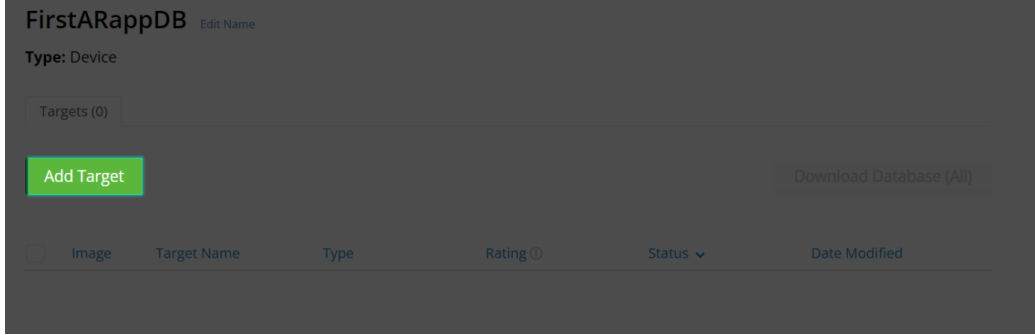 FirstARappDB Edit Name
Type: Device
Targets (0)
Add Target Download Database (All)
Image Target Name Type Rating Status Date Modified